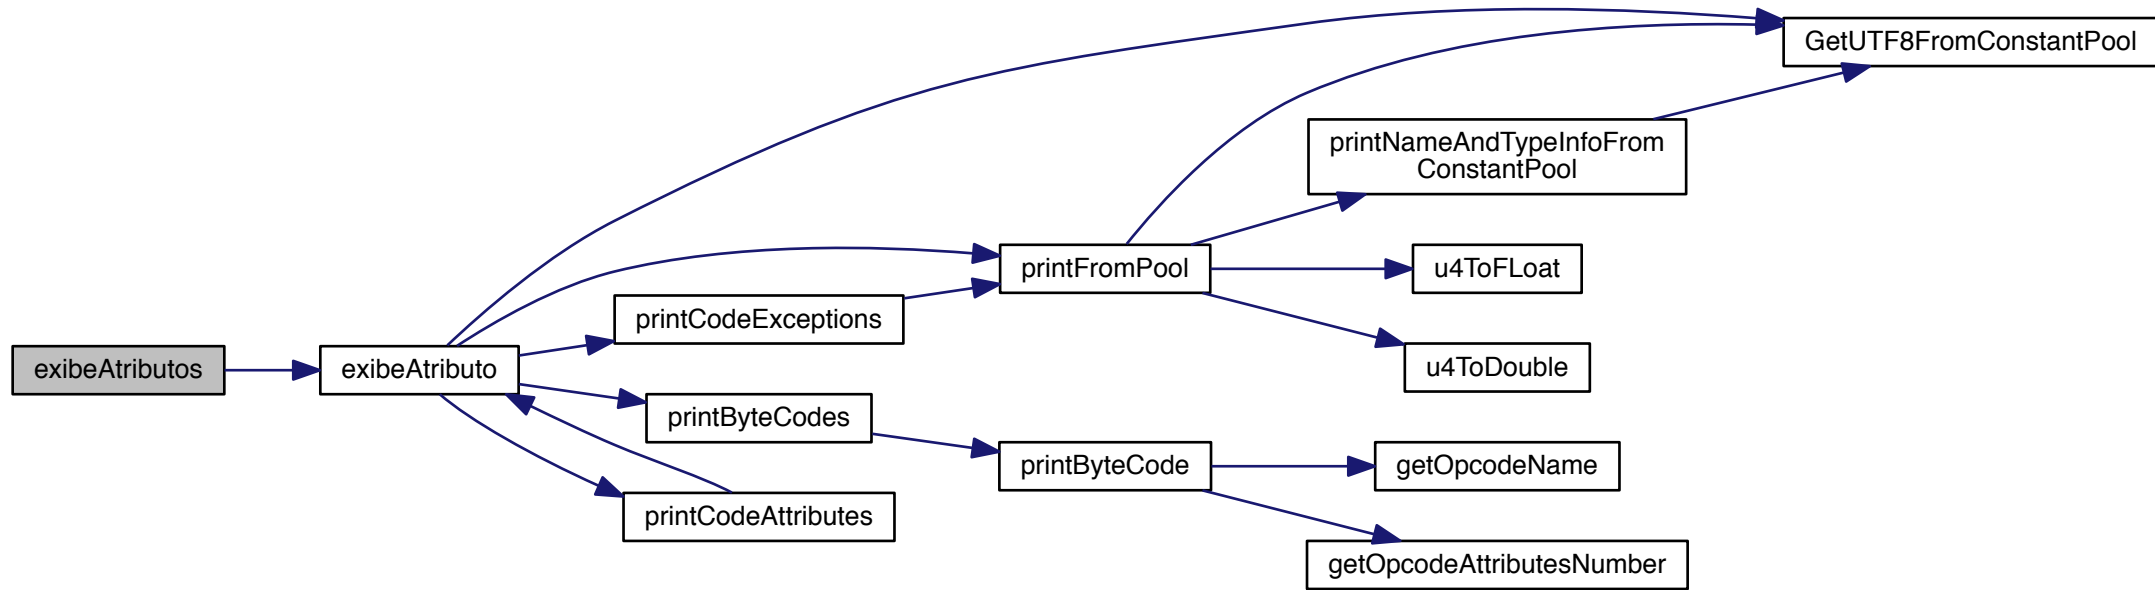 GetUTF8FromConstantPool
printNameAndTypeInfoFrom
ConstantPool
printFromPool
u4ToFLoat
printCodeExceptions
exibeAtributos
exibeAtributo
u4ToDouble
printByteCodes
printByteCode
getOpcodeName
printCodeAttributes
getOpcodeAttributesNumber